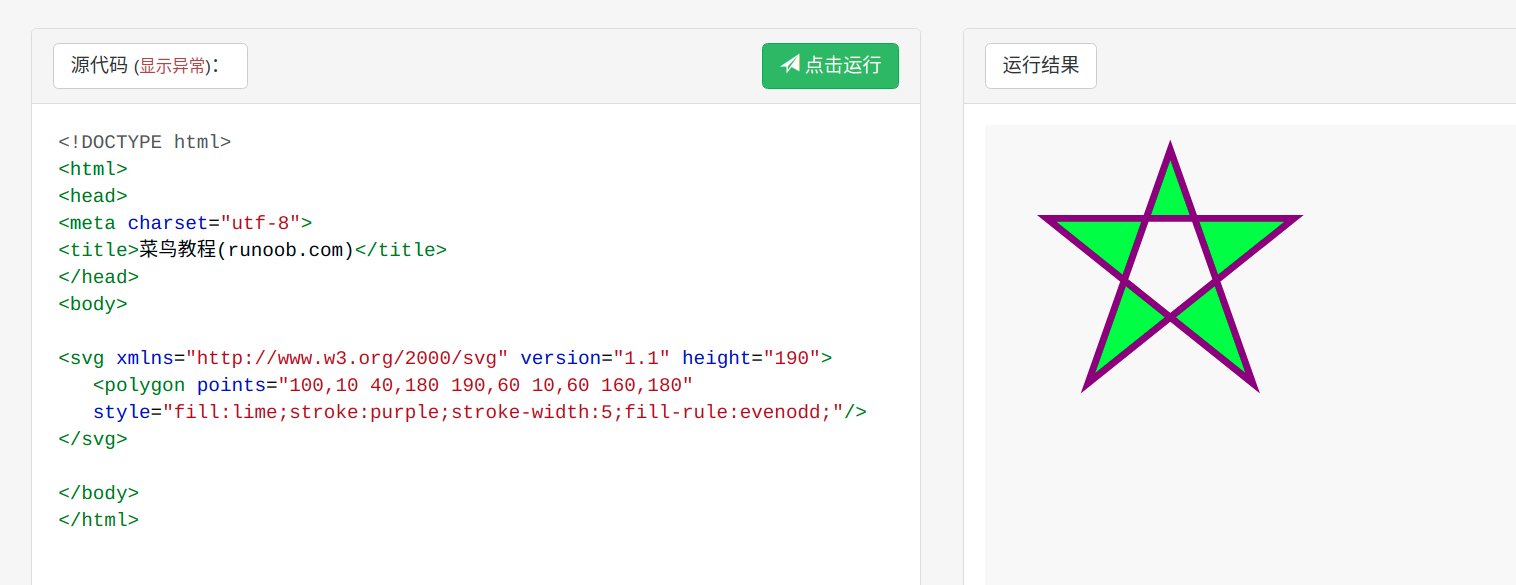 源代码 (显示异常)：
点击运行
<!DOCTYPE html>
<html>
<head>
<meta charset="utf-8">
<title>菜鸟教程(runoob.com)</title>
</head>
<body>
<svg xmlns="http://www.w3.org/2000/svg" version="1.1" height="190">
<polygon points="100,10 40,180 190,60 10,60 160,180"
style="fill:lime;stroke:purple;stroke-width:5;fill-rule:evenodd;"/>
</svg>
</body>
</html>
运行结果